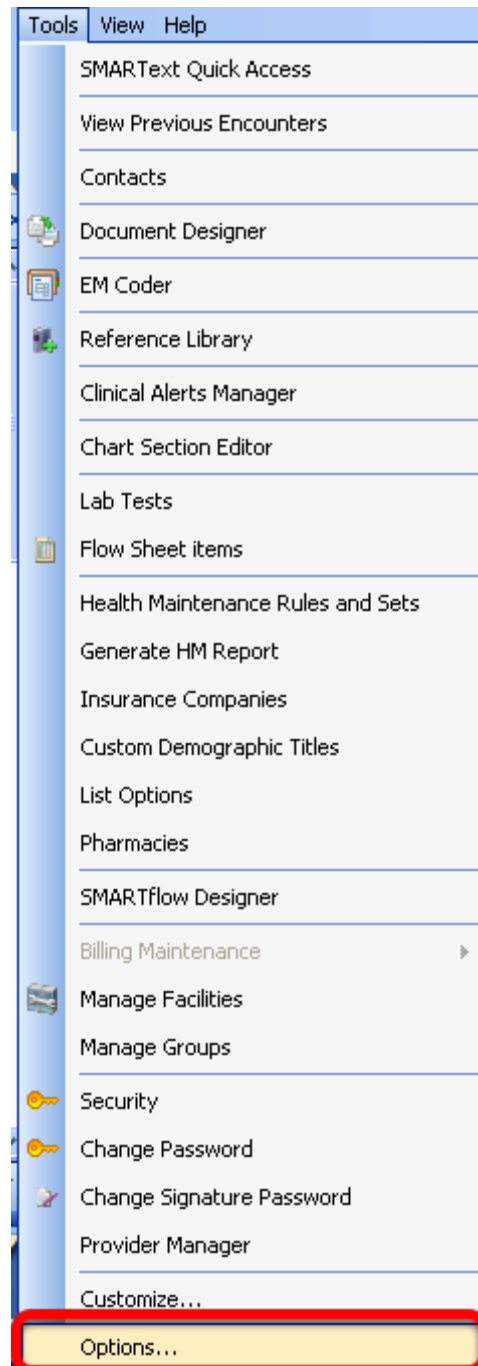 Tools View Help
SMARText Quick Access
View Previous Encounters
Contacts
Document Designer
EM Coder
Reference Library
Clinical Alerts Manager
Chart Section Editor
Lab Tests
Flow Sheet items
Health Maintenance Rules and Sets
Generate HM Report
Insurance Companies
Custom Demographic Titles
List Options
Pharmacies
SMARTflow Designer
Billing Maintenance
Manage Facilities
Manage Groups
Security
Change Password
Change Signature Password
Provider Manager
Customize...
Options...